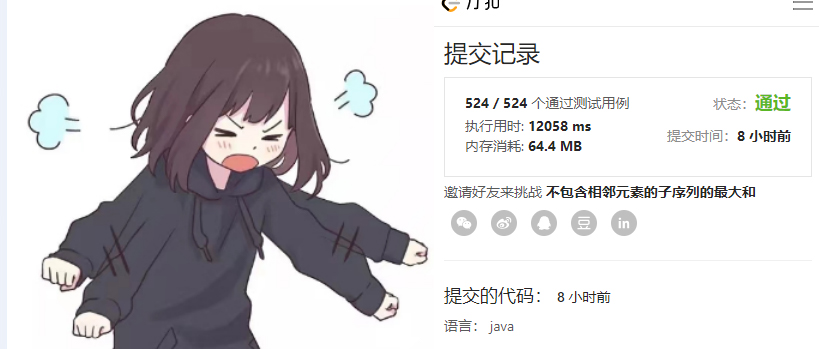 提交记录
524 / 524 个通过测试用例
状态：通过
执行用时: 12058 ms
提交时间：8 小时前
内存消耗: 64.4 MB
邀请好友来挑战 不包含相邻元素的子序列的最大和
豆
in
提交的代码： 8 小时前
语言： java